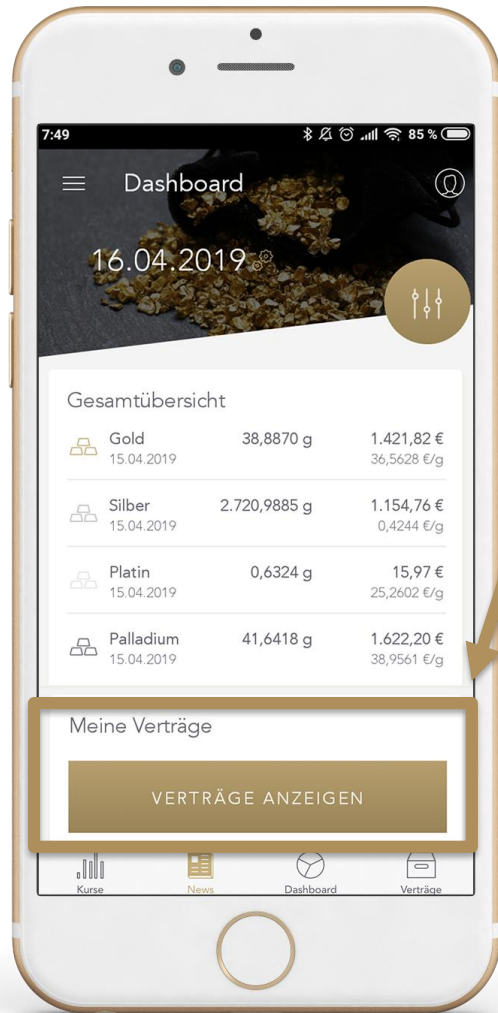 7:49 85 %
Dashboard
16.04.2019
Gesamtübersicht
Gold 38,8870 g 1.421,82 €
15.04.2019 36,5628 €/g
Silber 2.720,9885 g 1.154,76 €
15.04.2019 0,4244 €/g
Platin 0,6324 g 15,97 €
15.04.2019 25,2602 €/g
Palladium 41,6418 g 1.622,20 €
15.04.2019 38,9561 €/g
Meine Verträge
VERTRÄGE ANZEIGEN
Kurse News Dashboard Verträge